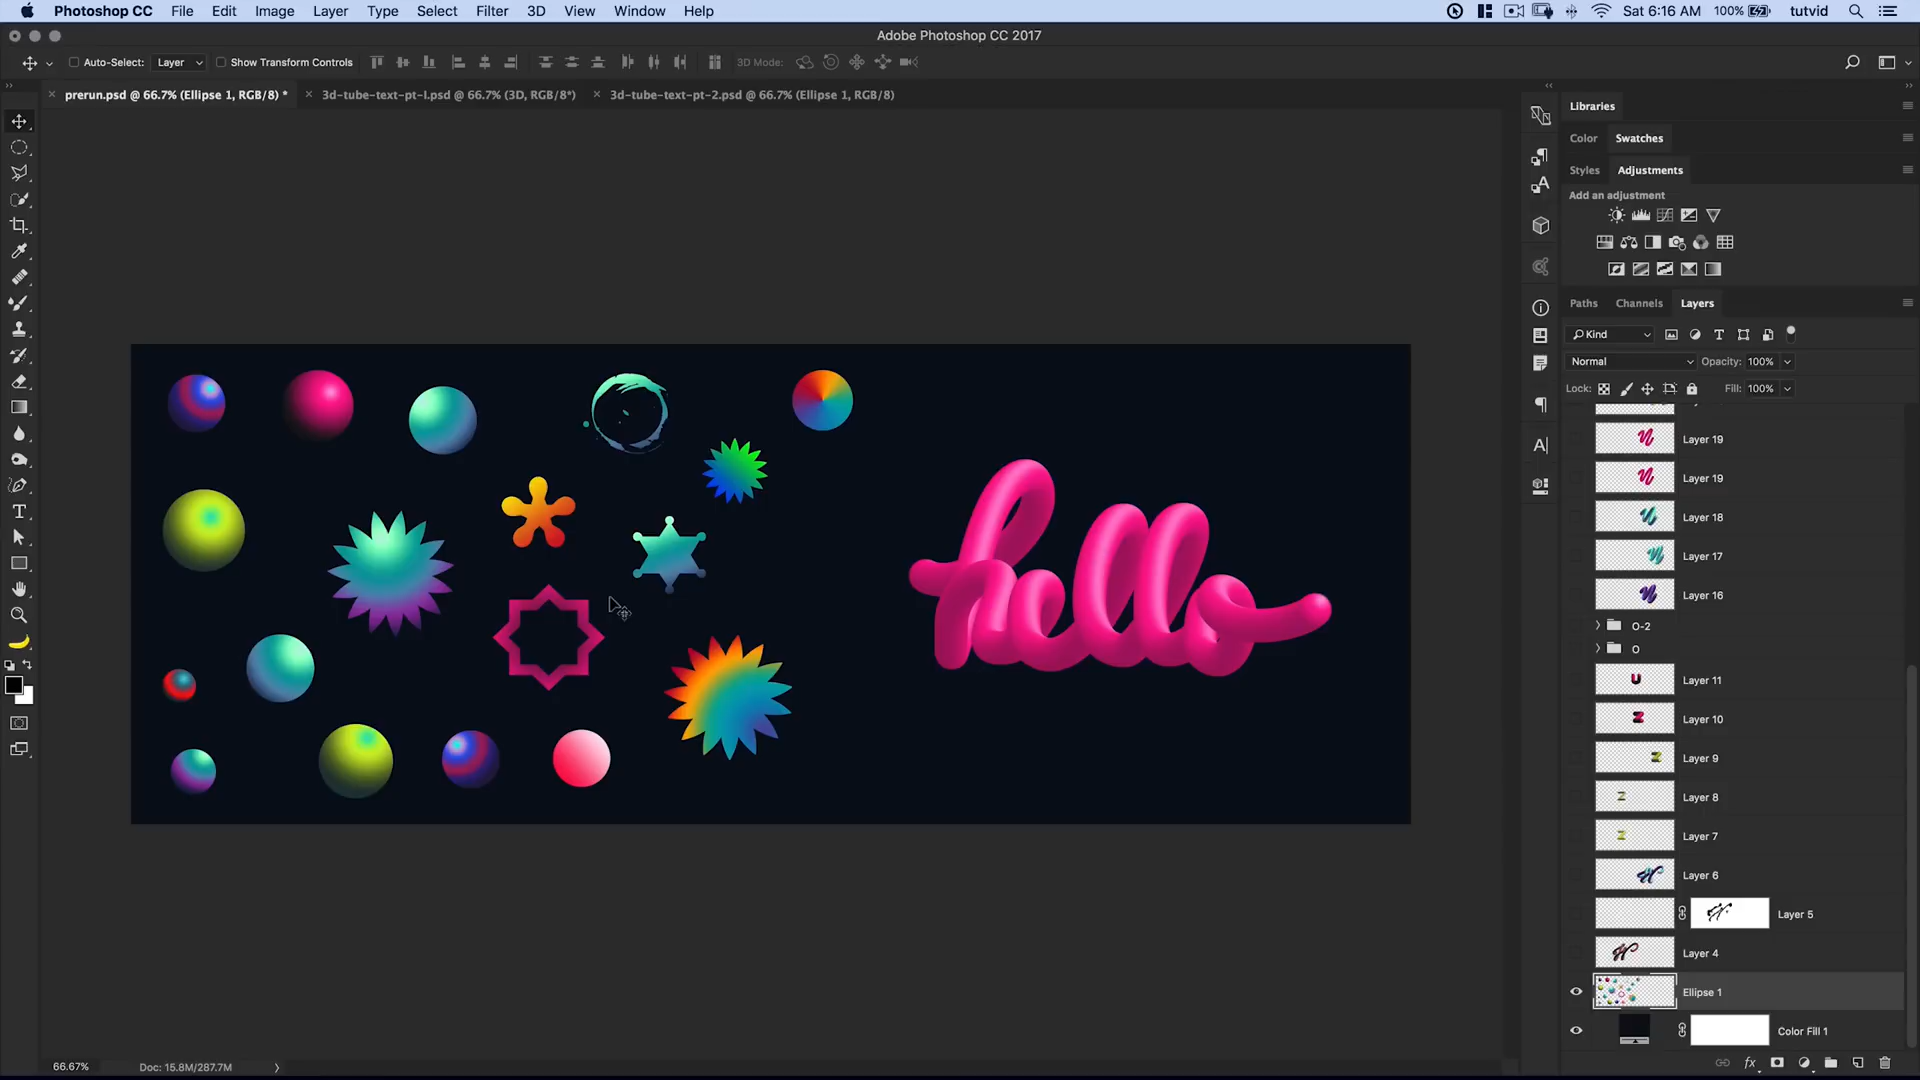 Photoshop CC File Edit Image Layer Type Select Filter 3D View Window Help Sat 6:16 AM 100% tutvid
Adobe Photoshop CC 2017
Auto-Select: Layer Show Transform Controls 3D Mode:
prerun.psd @ 66.7% (Ellipse 1, RGB/8) * 3d-tube-text-pt-1.psd @ 66.7% (3D, RGB/8*) 3d-tube-text-pt-2.psd @ 66.7% (Ellipse 1, RGB/8)
Libraries
Color Swatches
Styles Adjustments
Add an adjustment
Paths Channels Layers
Kind
Normal Opacity: 100%
Lock: Fill: 100%
Layer 19
Layer 19
Layer 18
Layer 17
Layer 16
O-2
O
Layer 11
Layer 10
Layer 9
Layer 8
Layer 7
Layer 6
Layer 5
Layer 4
Ellipse 1
Color Fill 1
hello
66.67% Doc: 15.8M/287.7M